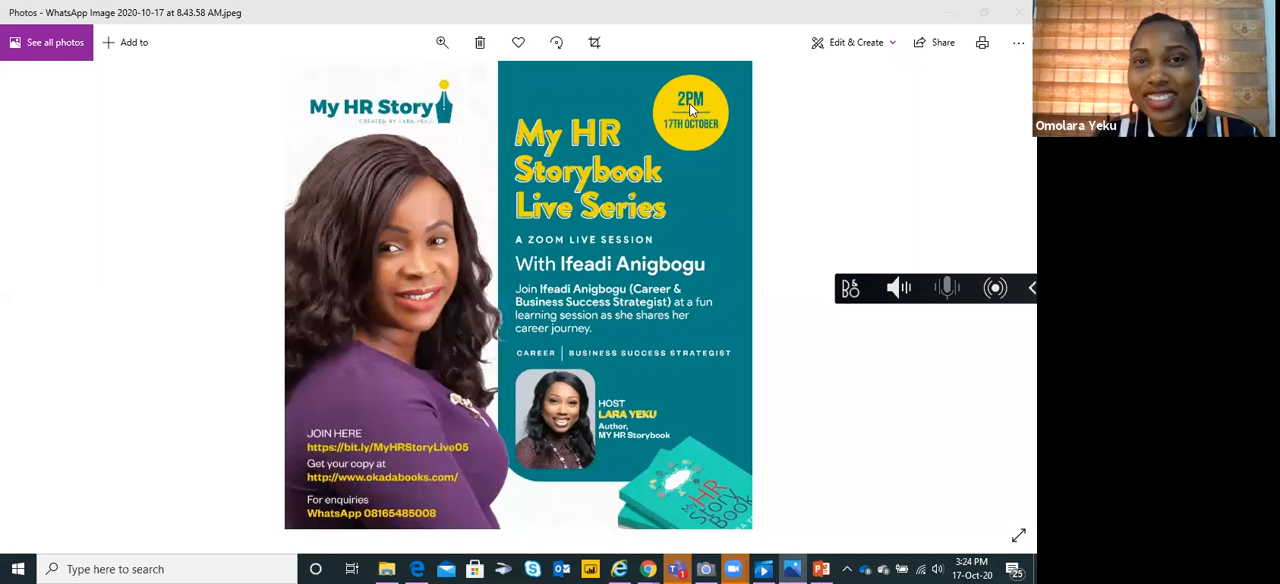 Photos - WhatsApp Image 2020-10-17 at 8.43.58 AM.jpeg
See all photos
Add to
Edit & Create
Share
Omolara Yeku
My HR Story
CREATED BY LARA YEKU
2PM
17TH OCTOBER
My HR
Storybook
Live Series
A ZOOM LIVE SESSION
With Ifeadi Anigbogu
Join Ifeadi Anigbogu (Career &
Business Success Strategist) at a fun
learning session as she shares her
career journey.
CAREER | BUSINESS SUCCESS STRATEGIST
HOST
LARA YEKU
Author,
MY HR Storybook
JOIN HERE
https://bit.ly/MyHRStoryLive05
Get your copy at
http://www.okadabooks.com/
For enquiries
WhatsApp 08165485008
My HR
STORY
BOOK
B&O
Type here to search
3:24 PM
17-Oct-20
25